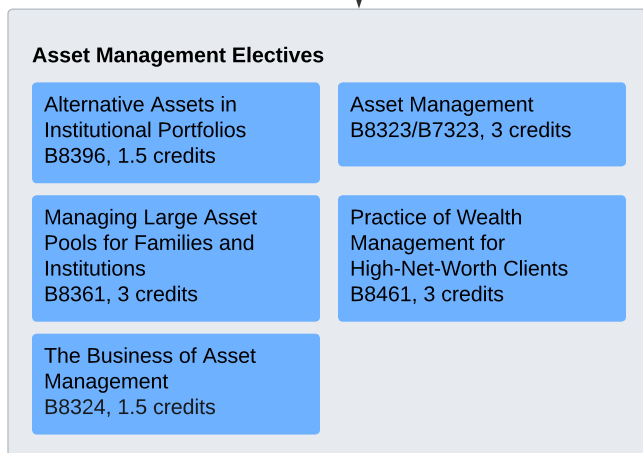 Asset Management Electives
Alternative Assets in
Institutional Portfolios
B8396, 1.5 credits
Asset Management
B8323/B7323, 3 credits
Managing Large Asset
Pools for Families and
Institutions
B8361, 3 credits
Practice of Wealth
Management for
High-Net-Worth Clients
B8461, 3 credits
The Business of Asset
Management
B8324, 1.5 credits